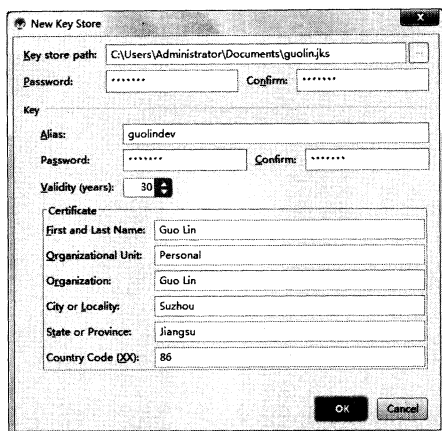 New Key Store
Key store path: C:\Users\Administrator\Documents\guolin.jks ...
Password: ••••••• Confirm: •••••••
Key
Alias: guolindev
Password: ••••••• Confirm: •••••••
Validity (years): 30
Certificate
First and Last Name: Guo Lin
Organizational Unit: Personal
Organization: Guo Lin
City or Locality: Suzhou
State or Province: Jiangsu
Country Code (XX): 86
OK Cancel